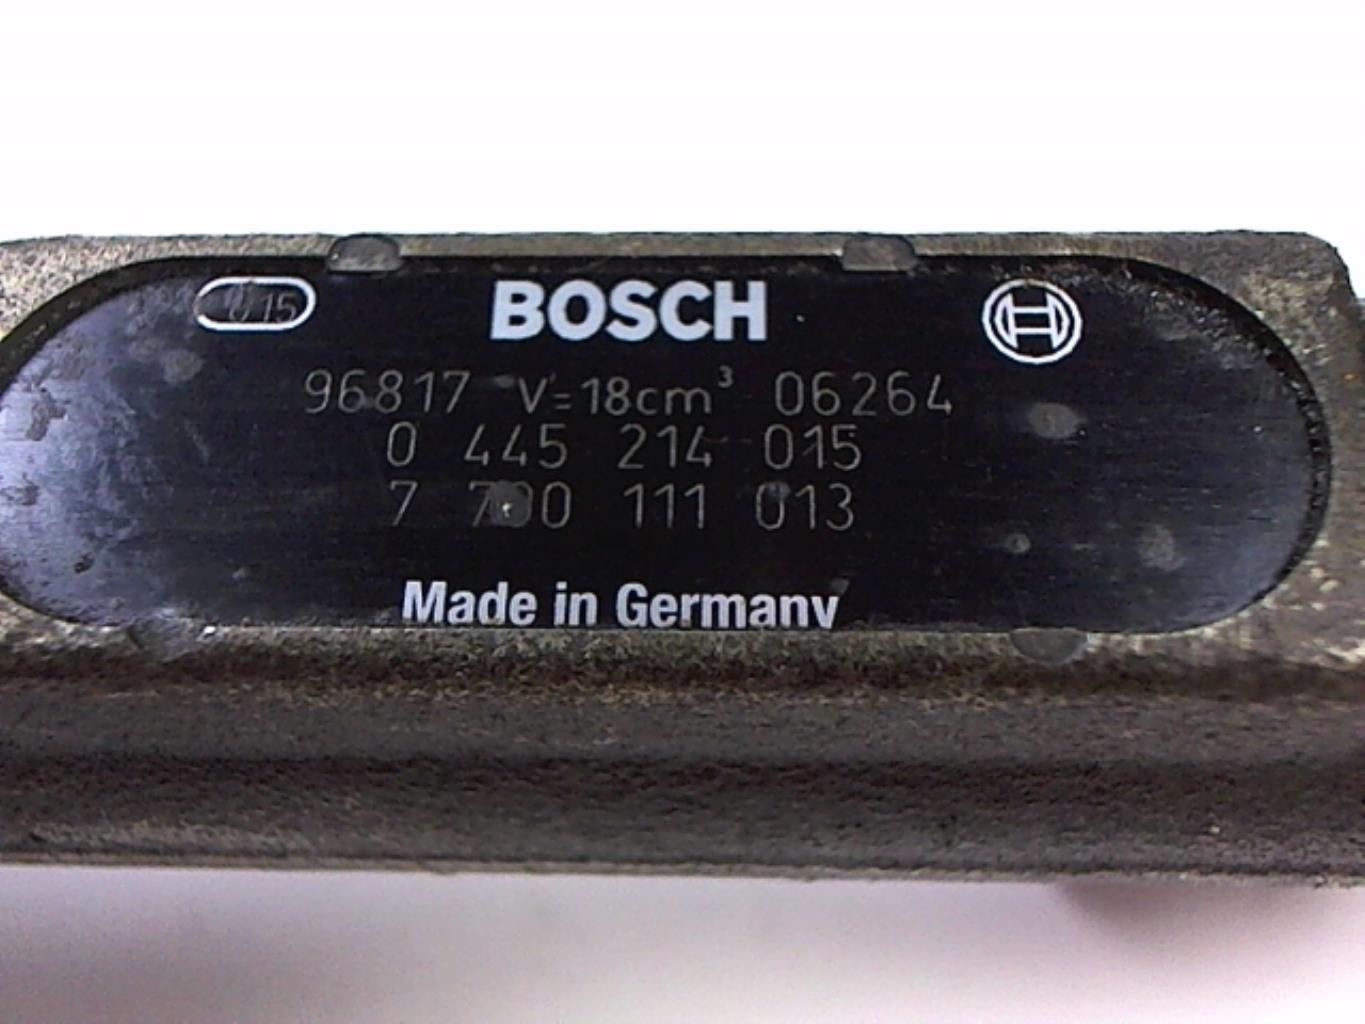 015 BOSCH
96817 V=18cm³ 06264
0 445 214 015
7 700 111 013
Made in Germany